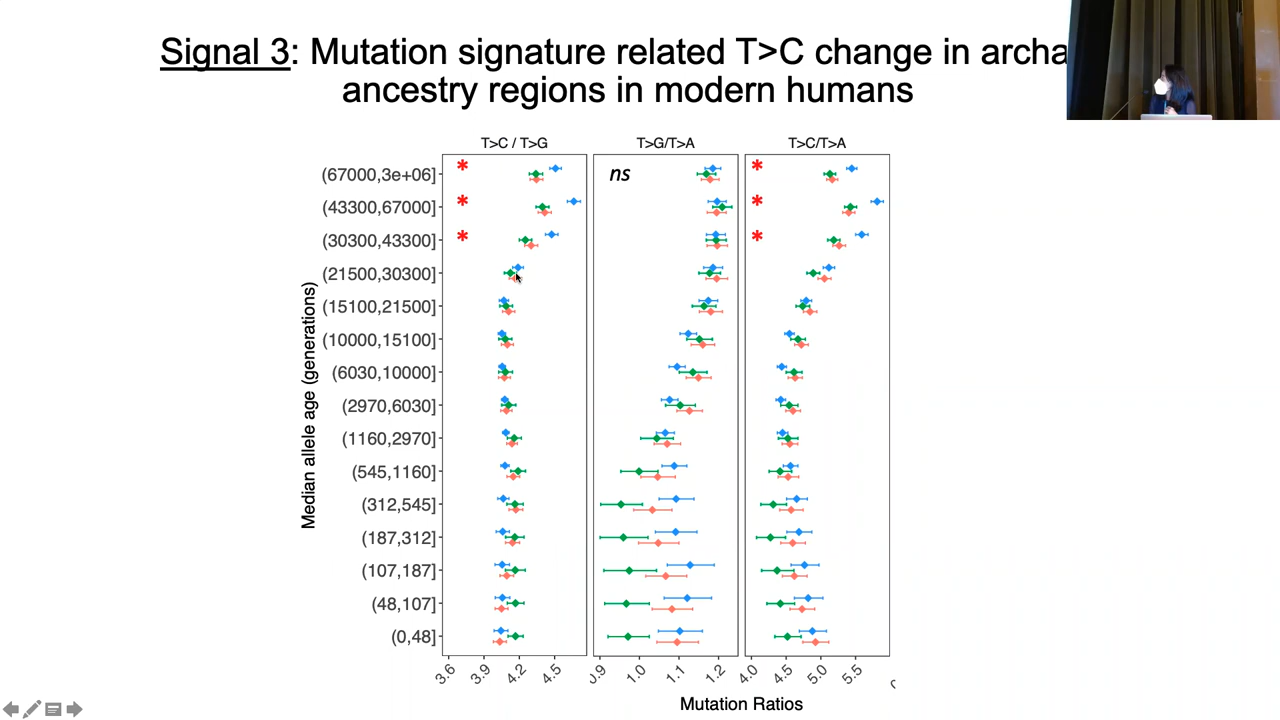 Signal 3: Mutation signature related T>C change in archa
ancestry regions in modern humans
T>C / T>G
T>G/T>A
T>C/T>A
Median allele age (generations)
(67000,3e+06]
(43300,67000]
(30300,43300]
(21500,30300]
(15100,21500]
(10000,15100]
(6030,10000]
(2970,6030]
(1160,2970]
(545,1160]
(312,545]
(187,312]
(107,187]
(48,107]
(0,48]
*
*
*
ns
*
*
*
3.6 3.9 4.2 4.5
0.9 1.0 1.1 1.2
4.0 4.5 5.0 5.5
Mutation Ratios